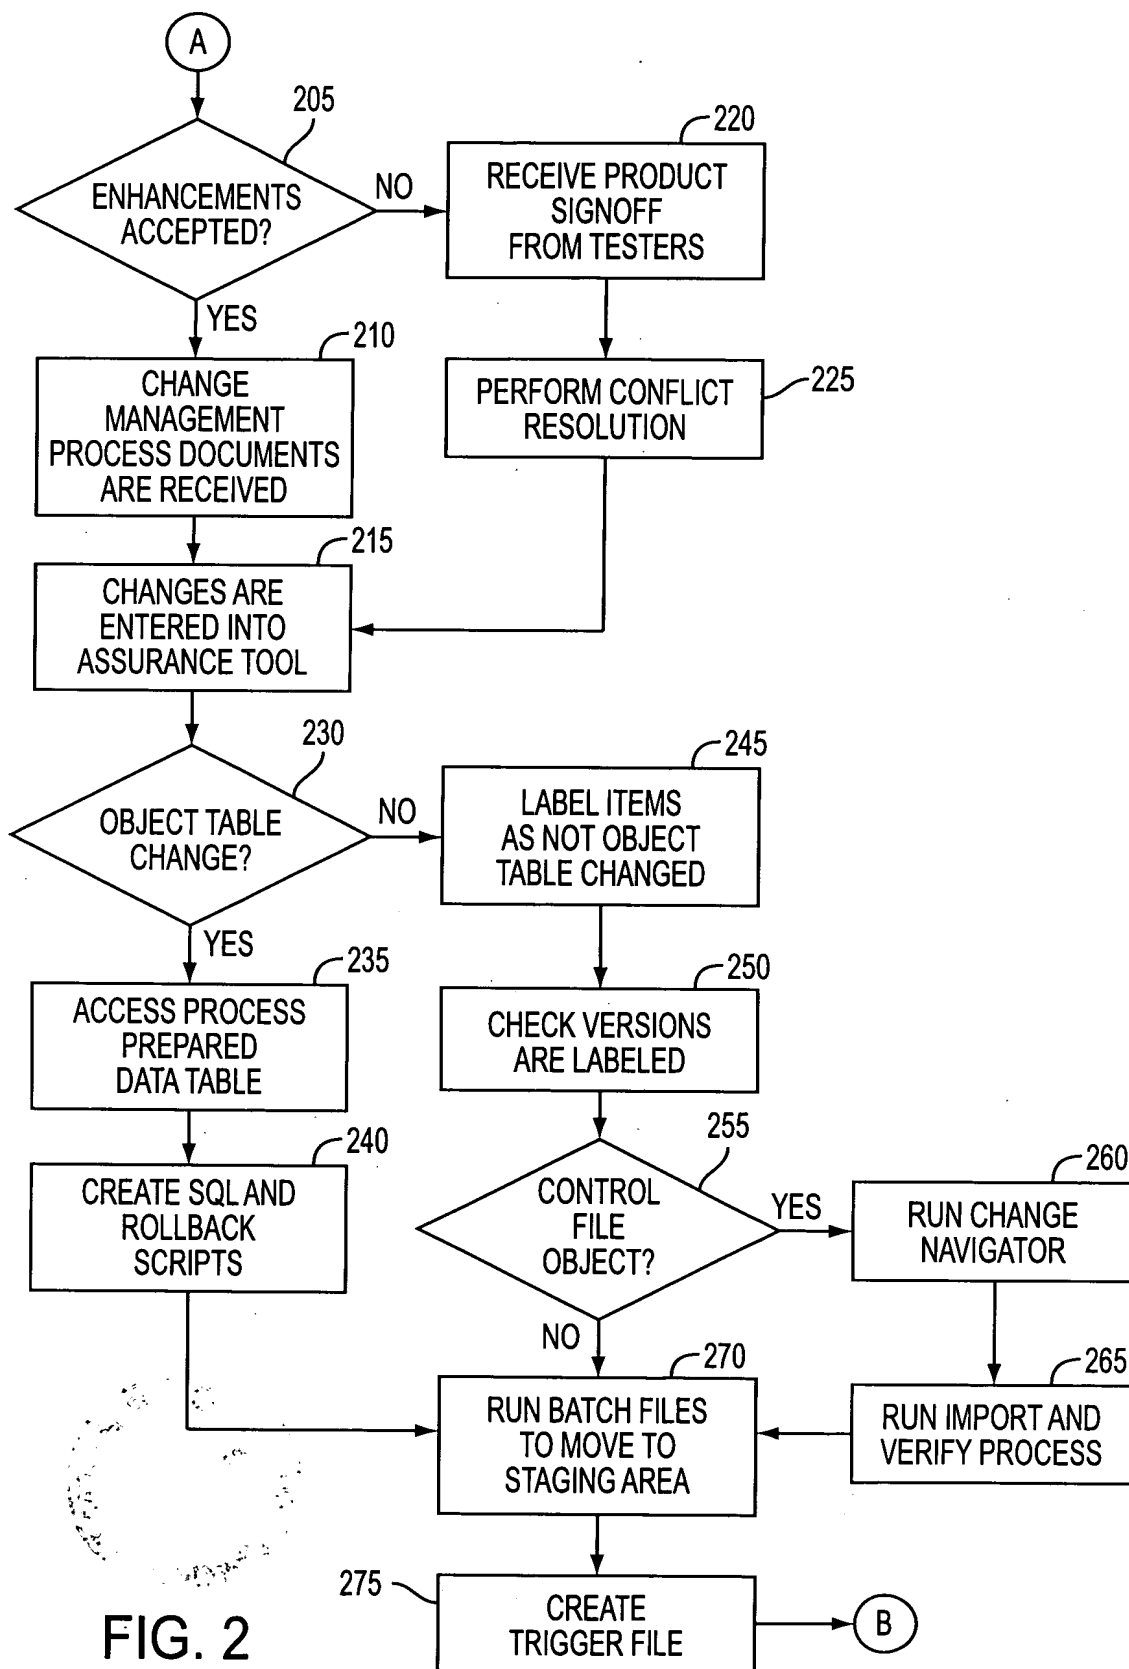 A
205
ENHANCEMENTS
ACCEPTED?
NO
220
RECEIVE PRODUCT
SIGNOFF
FROM TESTERS
YES
210
CHANGE
MANAGEMENT
PROCESS DOCUMENTS
ARE RECEIVED
PERFORM CONFLICT
RESOLUTION
225
215
CHANGES ARE
ENTERED INTO
ASSURANCE TOOL
230
OBJECT TABLE
CHANGE?
NO
245
LABEL ITEMS
AS NOT OBJECT
TABLE CHANGED
YES
235
ACCESS PROCESS
PREPARED
DATA TABLE
250
CHECK VERSIONS
ARE LABELED
240
CREATE SQL AND
ROLLBACK
SCRIPTS
255
CONTROL
FILE
OBJECT?
YES
260
RUN CHANGE
NAVIGATOR
NO
270
RUN BATCH FILES
TO MOVE TO
STAGING AREA
265
RUN IMPORT AND
VERIFY PROCESS
275
CREATE
TRIGGER FILE
B
FIG. 2